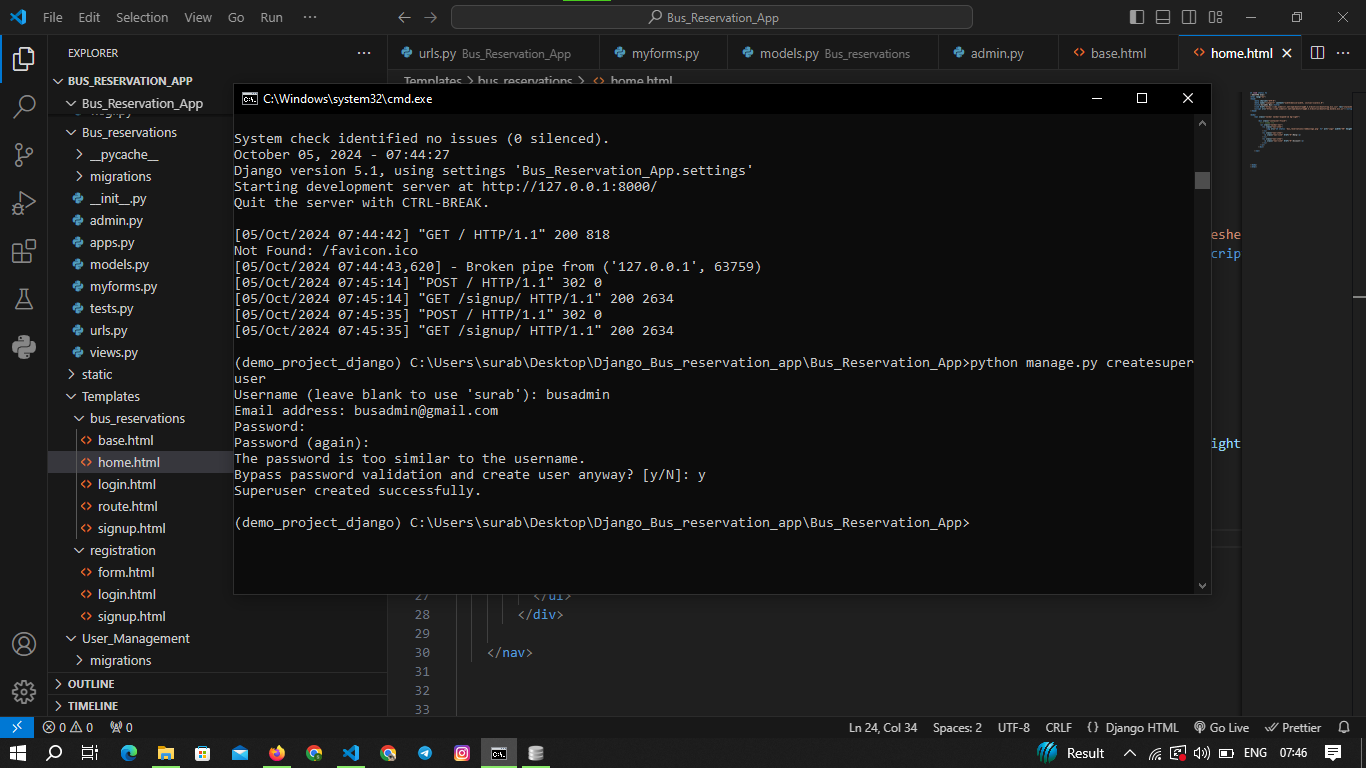 File Edit Selection View Go Run ···
Bus_Reservation_App
EXPLORER
BUS_RESERVATION_APP
Bus_Reservation_App
Bus_reservations
__pycache__
migrations
__init__.py
admin.py
apps.py
models.py
myforms.py
tests.py
urls.py
views.py
static
Templates
bus_reservations
base.html
home.html
login.html
route.html
signup.html
registration
form.html
login.html
signup.html
User_Management
migrations
OUTLINE
TIMELINE
urls.py Bus_Reservation_App
myforms.py
models.py Bus_reservations
admin.py
base.html
home.html
Templates > bus_reservations > home.html
C:\Windows\system32\cmd.exe
System check identified no issues (0 silenced).
October 05, 2024 - 07:44:27
Django version 5.1, using settings 'Bus_Reservation_App.settings'
Starting development server at http://127.0.0.1:8000/
Quit the server with CTRL-BREAK.
[05/Oct/2024 07:44:42] "GET / HTTP/1.1" 200 818
Not Found: /favicon.ico
[05/Oct/2024 07:44:43,620] - Broken pipe from ('127.0.0.1', 63759)
[05/Oct/2024 07:45:14] "POST / HTTP/1.1" 302 0
[05/Oct/2024 07:45:14] "GET /signup/ HTTP/1.1" 200 2634
[05/Oct/2024 07:45:35] "POST / HTTP/1.1" 302 0
[05/Oct/2024 07:45:35] "GET /signup/ HTTP/1.1" 200 2634
(demo_project_django) C:\Users\surab\Desktop\Django_Bus_reservation_app\Bus_Reservation_App>python manage.py createsuper
user
Username (leave blank to use 'surab'): busadmin
Email address: busadmin@gmail.com
Password:
Password (again):
The password is too similar to the username.
Bypass password validation and create user anyway? [y/N]: y
Superuser created successfully.
(demo_project_django) C:\Users\surab\Desktop\Django_Bus_reservation_app\Bus_Reservation_App>
eshe
crip
ight
27 </ul>
28 </div>
29
30 </nav>
31
32
33
0 0 0
Ln 24, Col 34 Spaces: 2 UTF-8 CRLF {} Django HTML Go Live Prettier
Result ENG 07:46